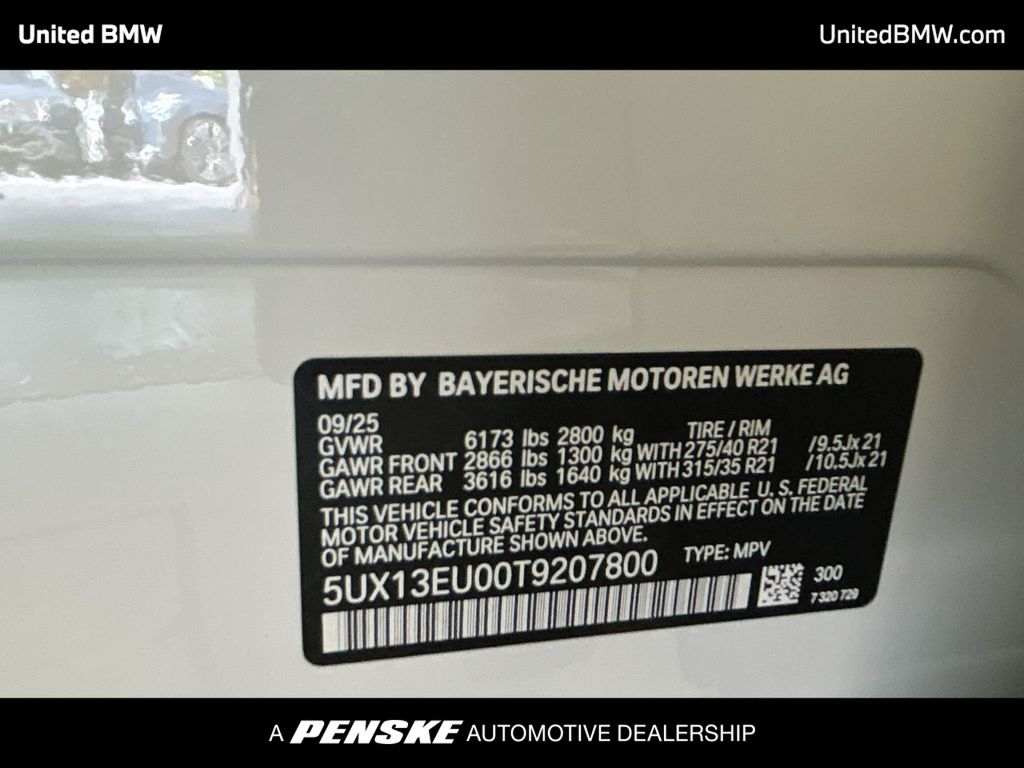 United BMW
UnitedBMW.com
MFD BY BAYERISCHE MOTOREN WERKE AG
09/25
TIRE / RIM
GVWR 6173 lbs 2800 kg
GAWR FRONT 2866 lbs 1300 kg WITH 275/40 R21 /9.5Jx21
GAWR REAR 3616 lbs 1640 kg WITH 315/35 R21 /10.5Jx21
THIS VEHICLE CONFORMS TO ALL APPLICABLE U. S. FEDERAL
MOTOR VEHICLE SAFETY STANDARDS IN EFFECT ON THE DATE
OF MANUFACTURE SHOWN ABOVE.
5UX13EU00T9207800 TYPE: MPV
300
7 320 729
A PENSKE AUTOMOTIVE DEALERSHIP